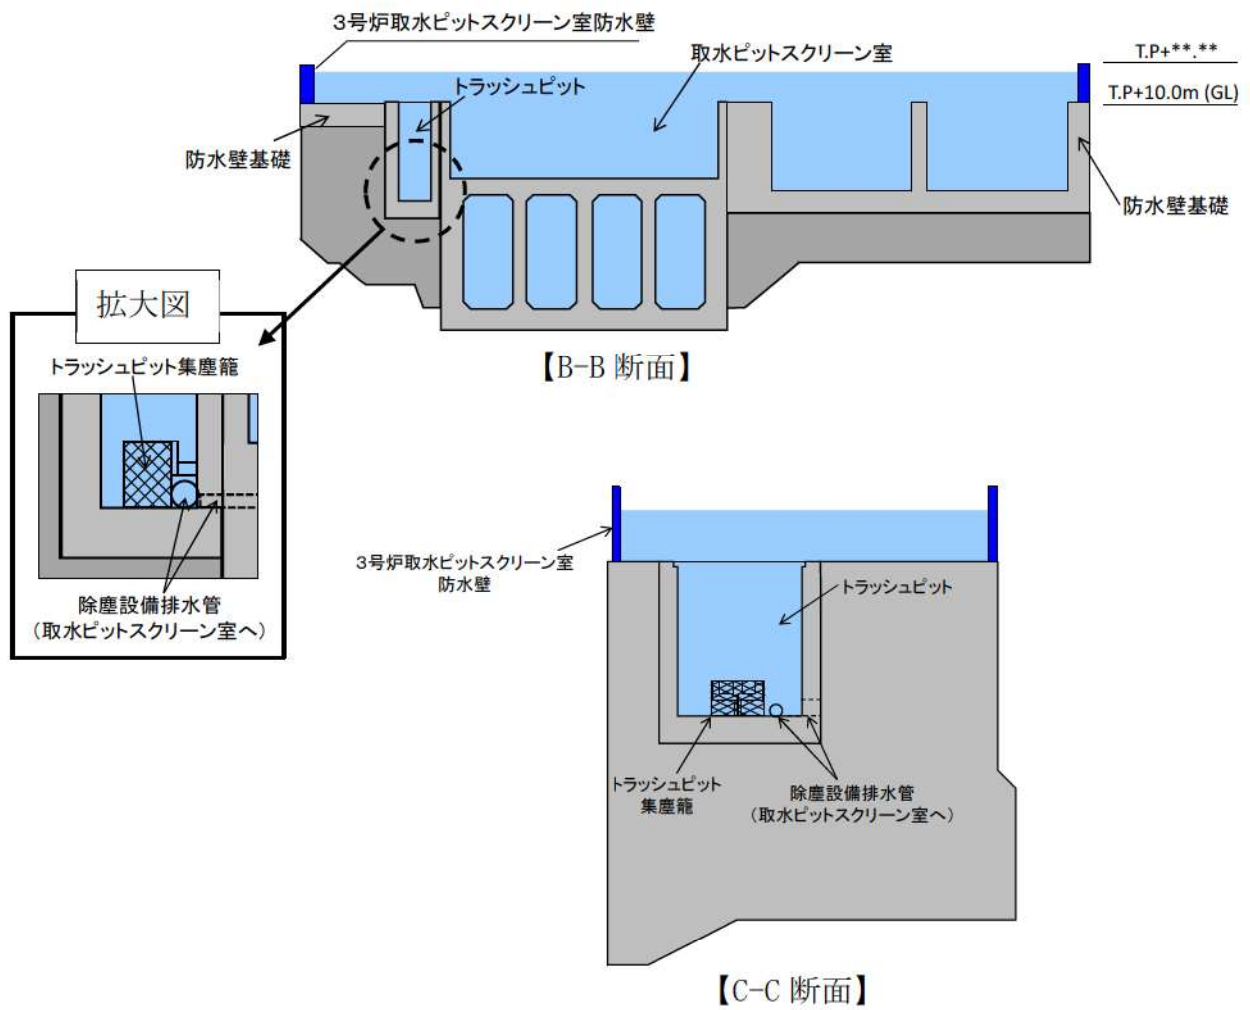 3号炉取水ピットスクリーン室防水壁
取水ピットスクリーン室
T.P+**.**
トラッシュピット
T.P+10.0m (GL)
防水壁基礎
防水壁基礎
拡大図
トラッシュピット集塵籠
除塵設備排水管
(取水ピットスクリーン室へ)
【B-B 断面】
3号炉取水ピットスクリーン室
防水壁
トラッシュピット
トラッシュピット
集塵籠
除塵設備排水管
(取水ピットスクリーン室へ)
【C-C 断面】